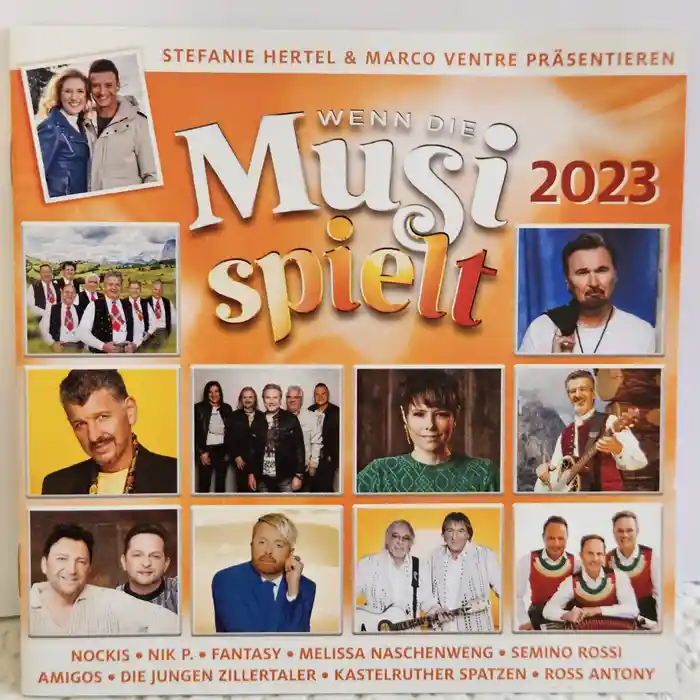 STEFANIE HERTEL & MARCO VENTRE PRÄSENTIEREN
WENN DIE
Musi
spielt
2023
NOCKIS • NIK P. • FANTASY • MELISSA NASCHENWENG • SEMINO ROSSI
AMIGOS • DIE JUNGEN ZILLERTALER • KASTELRUTHER SPATZEN • ROSS ANTONY